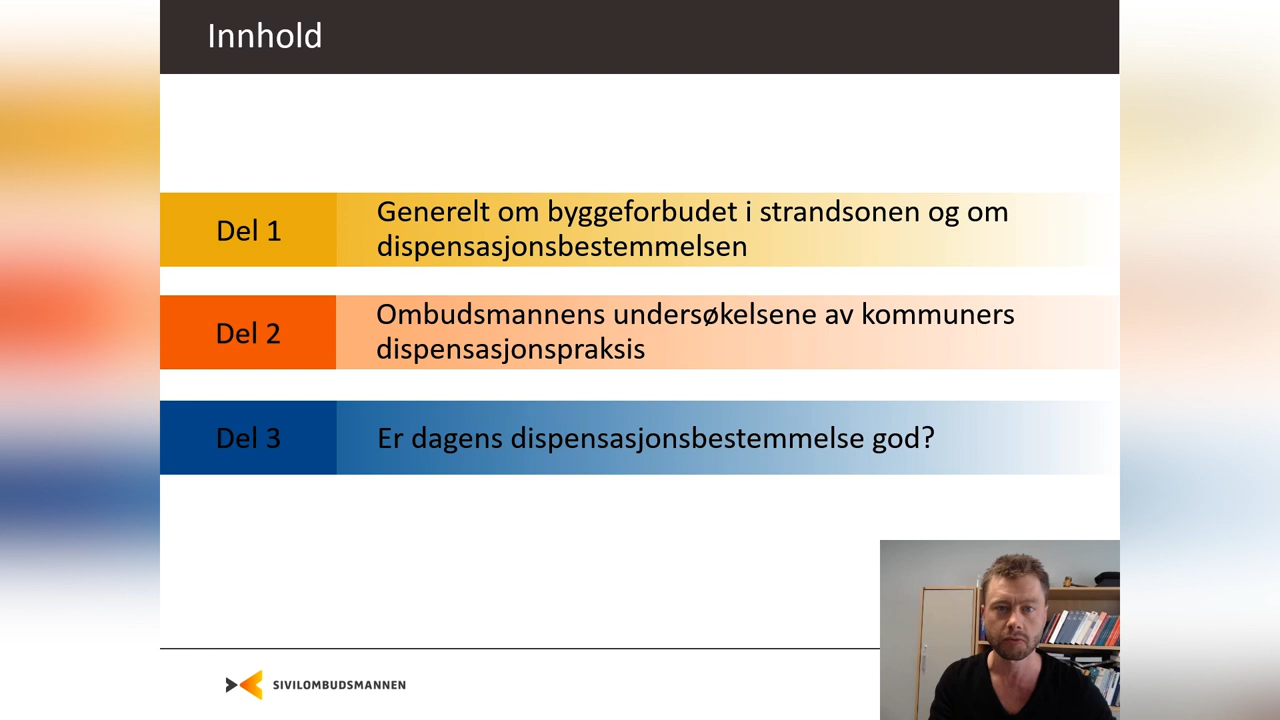 Innhold
Del 1
Generelt om byggeforbudet i strandsonen og om
dispensasjonsbestemmelsen
Del 2
Ombudsmannens undersøkelsene av kommuners
dispensasjonspraksis
Del 3
Er dagens dispensasjonsbestemmelse god?
SIVILOMBUDSMANNEN